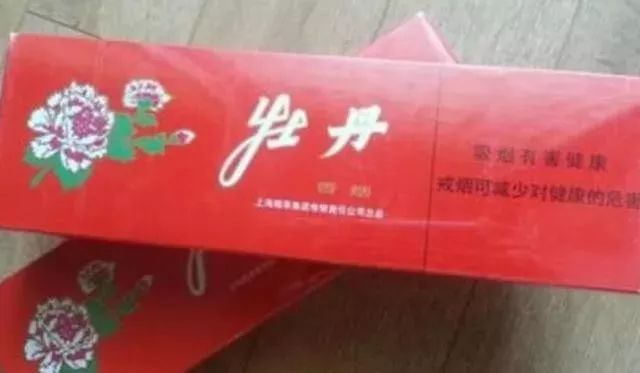 牡丹
香烟
上海烟草集团有限责任公司出品
吸烟有害健康
戒烟可减少对健康的危害